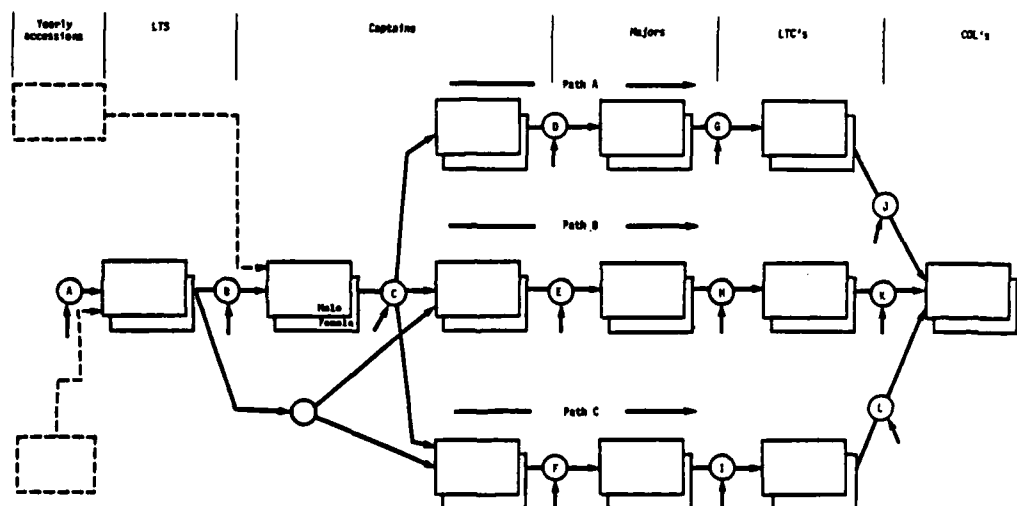 Yearly
accessions
LTS
Captains
Majors
LTC's
COL's
Path A
D
G
J
Path B
A
B
Male
Female
C
E
H
K
Path C
L
F
I